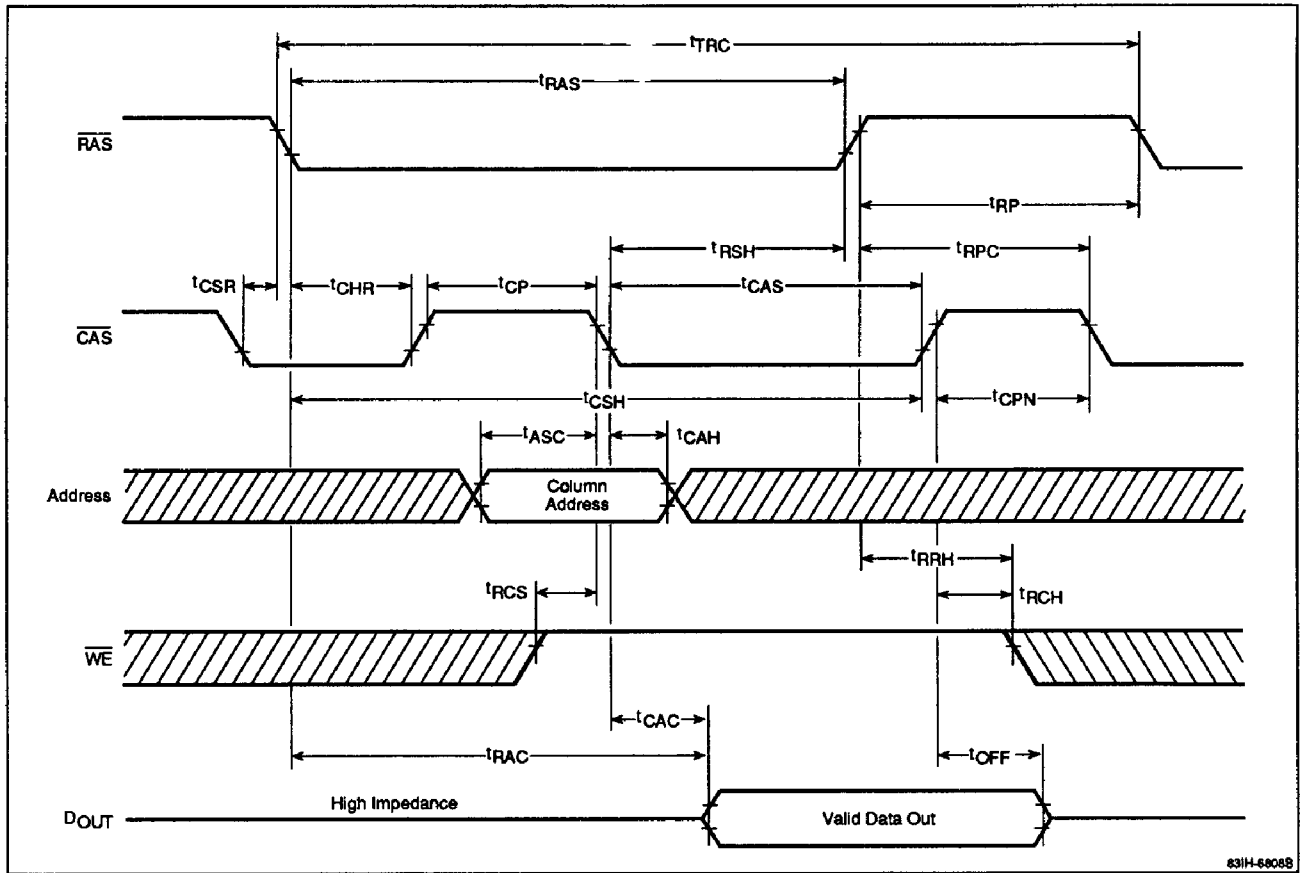 tTRC
tRAS
RAS
tRP
tRSH
tRPC
tCSR
tCHR
tCP
tCAS
CAS
tCSH
tCPN
tASC
tCAH
Address
Column
Address
tRRH
tRCS
tRCH
WE
tCAC
tRAC
tOFF
High Impedance
DOUT
Valid Data Out
83IH-6808B